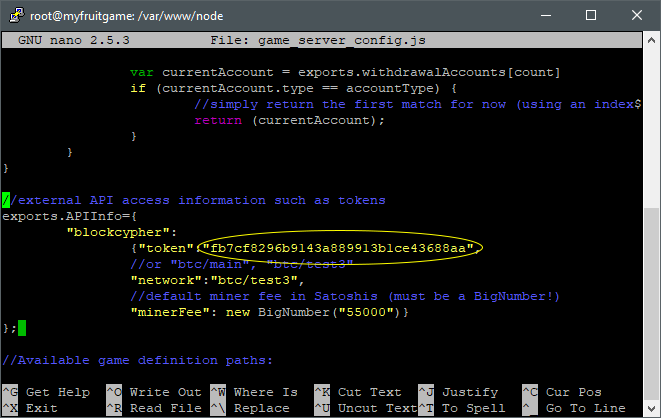 root@myfruitgame: /var/www/node
GNU nano 2.5.3 File: game_server_config.js
var currentAccount = exports.withdrawalAccounts[count]
if (currentAccount.type == accountType) {
//simply return the first match for now (using an index$
return (currentAccount);
}
}
}
//external API access information such as tokens
exports.APIInfo={
"blockcypher":
{"token":"fb7cf8296b9143a889913b1ce43688aa",
//or "btc/main", "btc/test3"
"network":"btc/test3",
//default miner fee in Satoshis (must be a BigNumber!)
"minerFee": new BigNumber("55000")}
};
//Available game definition paths:
^G Get Help ^O Write Out ^W Where Is ^K Cut Text ^J Justify ^C Cur Pos
^X Exit ^R Read File ^\ Replace ^U Uncut Text ^T To Spell ^_ Go To Line